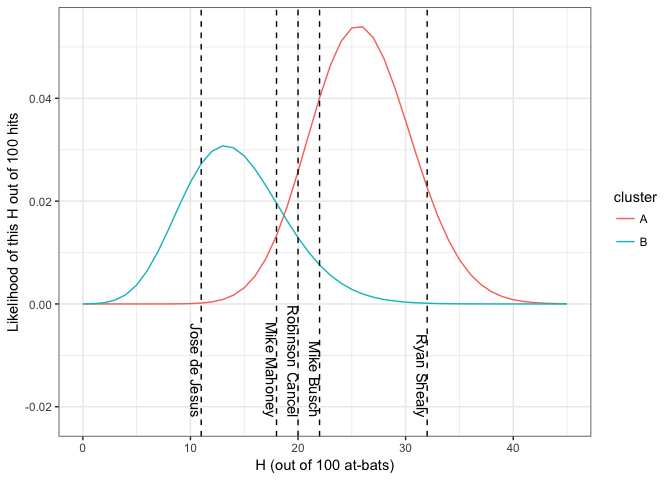 Likelihood of this H out of 100 hits
0.04
0.02
0.00
-0.02
Jose de Jesus
Mike Mahoney
Robinson Cancel
Mike Busch
Ryan Shealy
0
10
20
30
40
H (out of 100 at-bats)
cluster
A
B